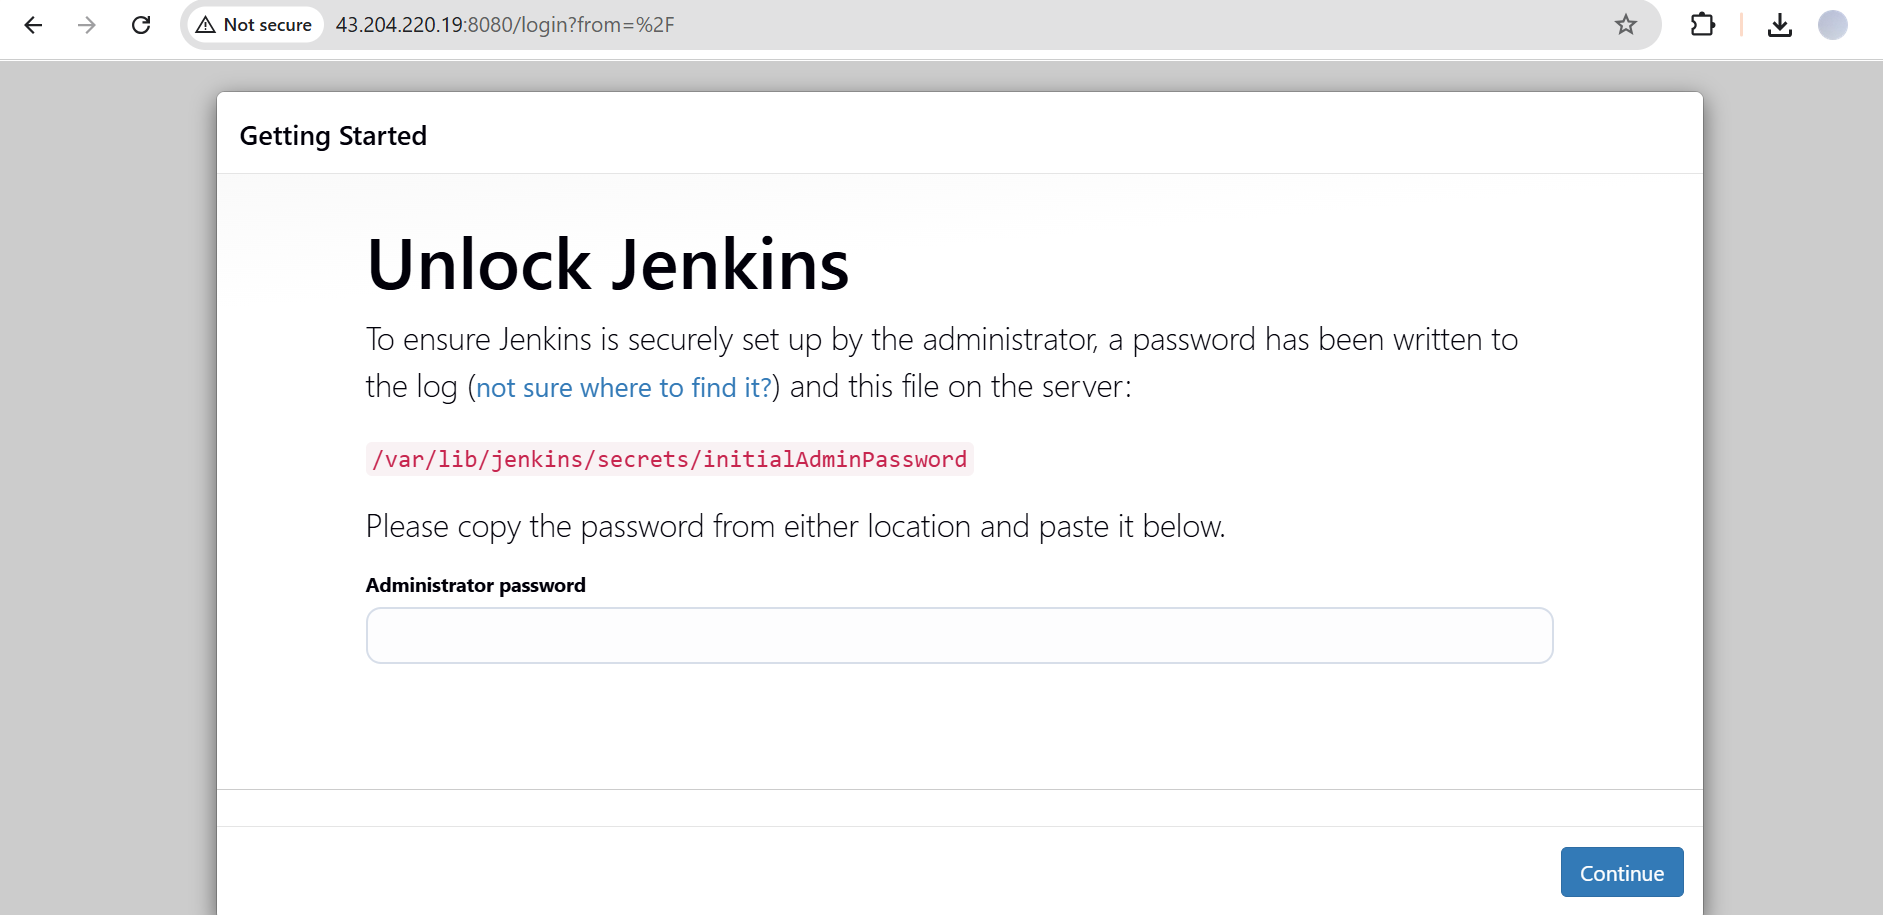 Not secure 43.204.220.19:8080/login?from=%2F
Getting Started
Unlock Jenkins
To ensure Jenkins is securely set up by the administrator, a password has been written to
the log (not sure where to find it?) and this file on the server:
/var/lib/jenkins/secrets/initialAdminPassword
Please copy the password from either location and paste it below.
Administrator password
Continue